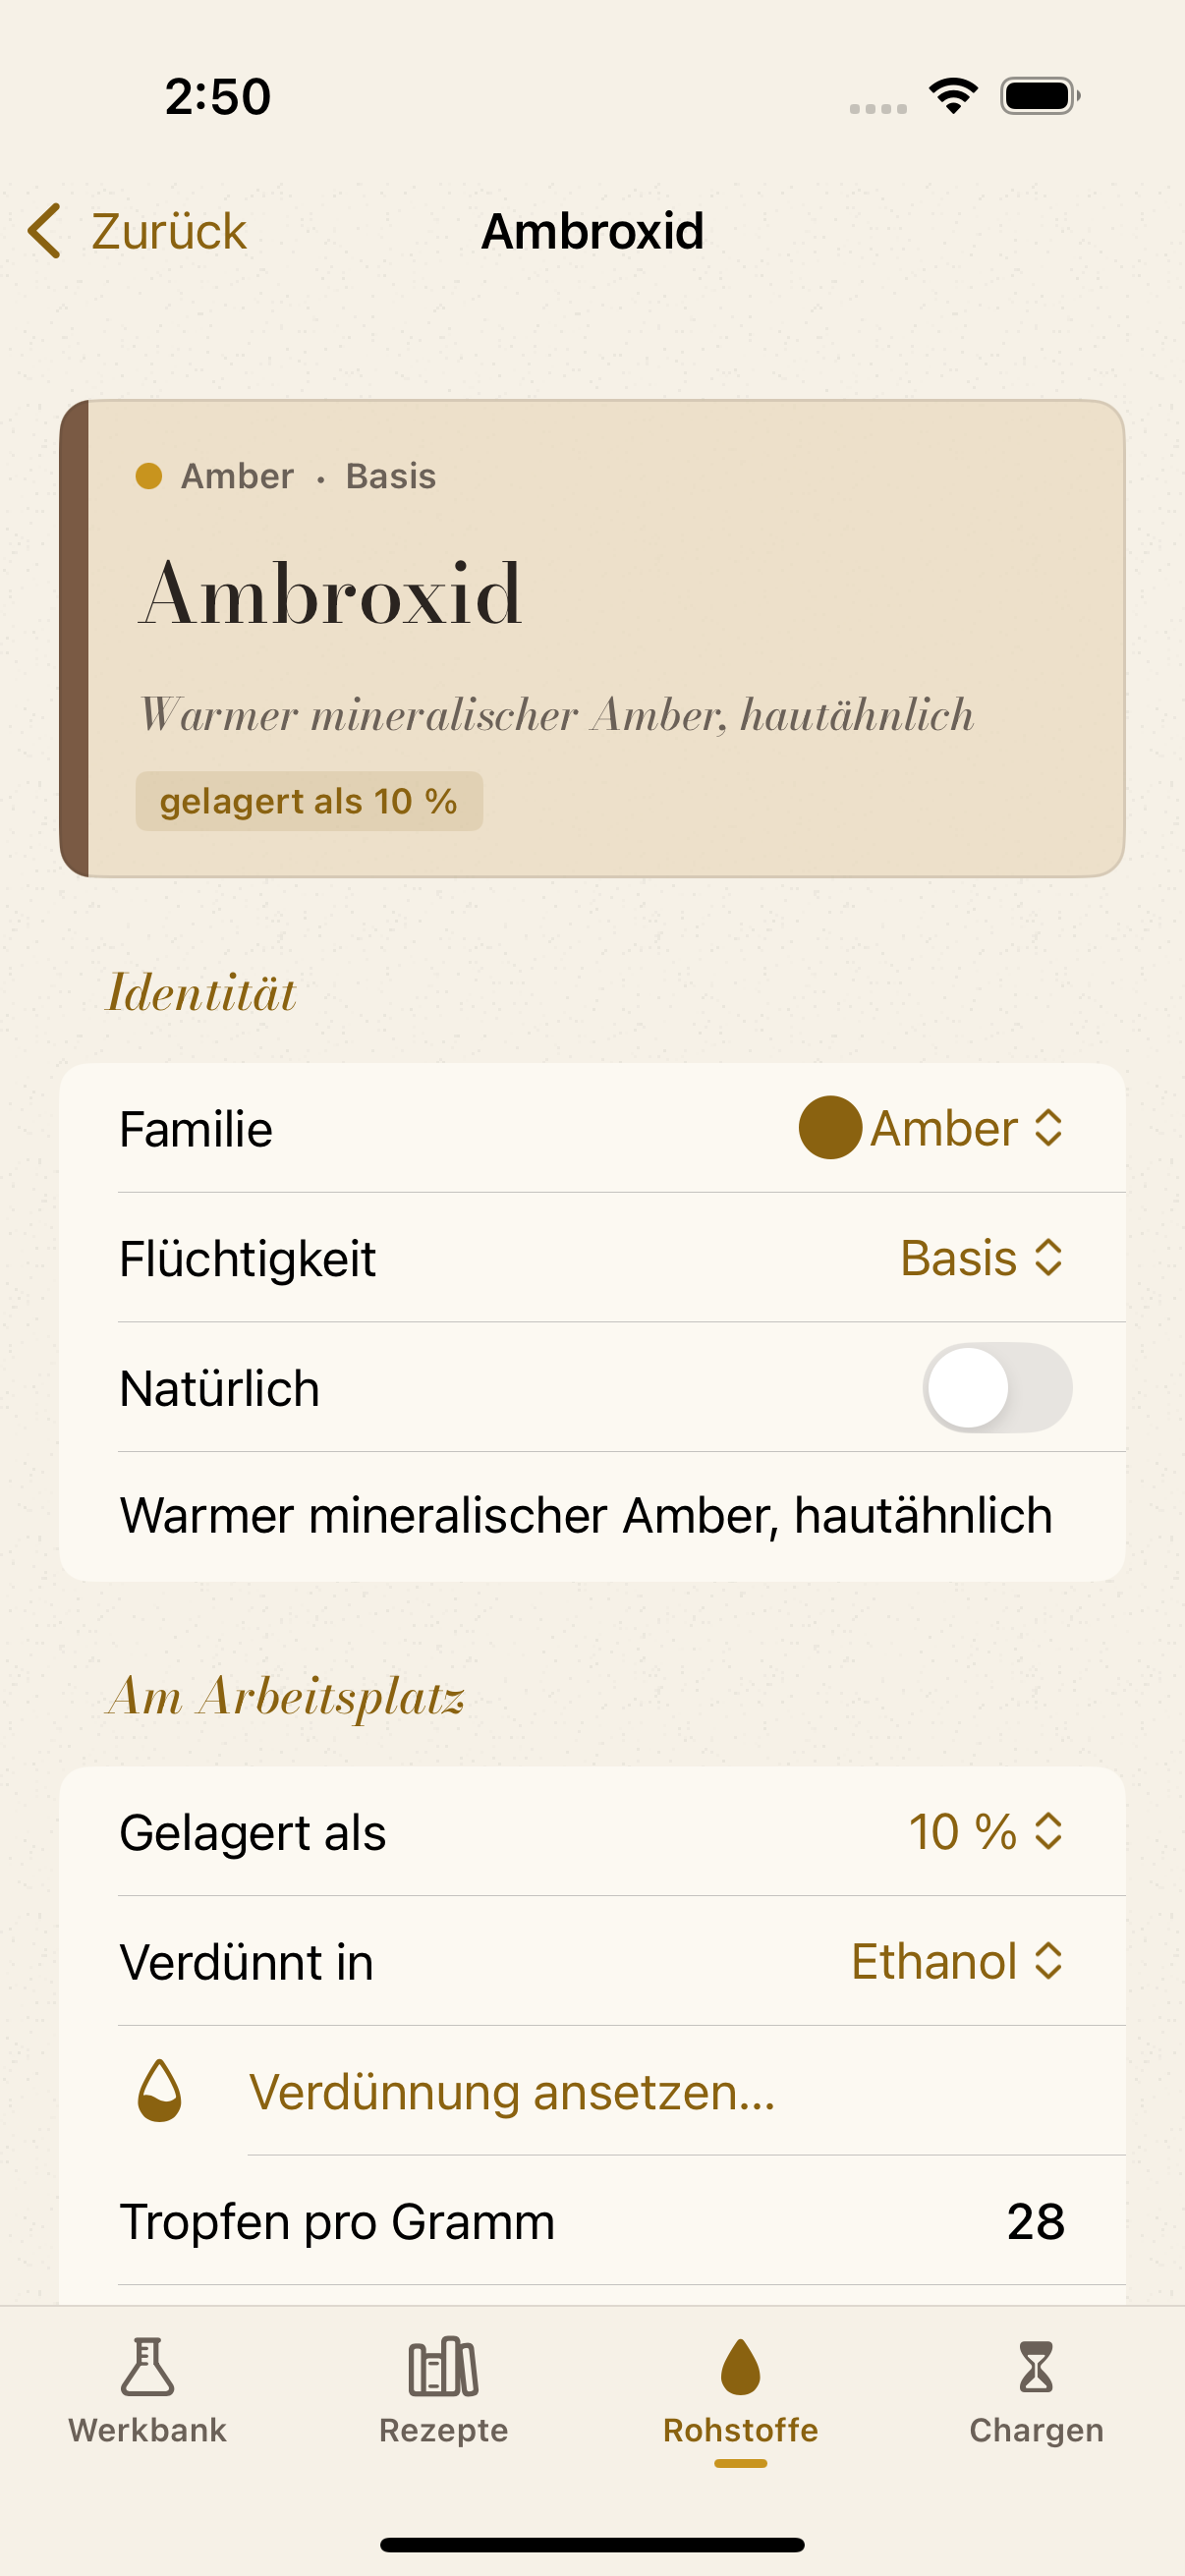 2:50
Zurück
Ambroxid
Amber · Basis
Ambroxid
Warmer mineralischer Amber, hautähnlich
gelagert als 10 %
Identität
Familie Amber
Flüchtigkeit Basis
Natürlich
Warmer mineralischer Amber, hautähnlich
Am Arbeitsplatz
Gelagert als 10 %
Verdünnt in Ethanol
Verdünnung ansetzen...
Tropfen pro Gramm 28
Werkbank Rezepte Rohstoffe Chargen